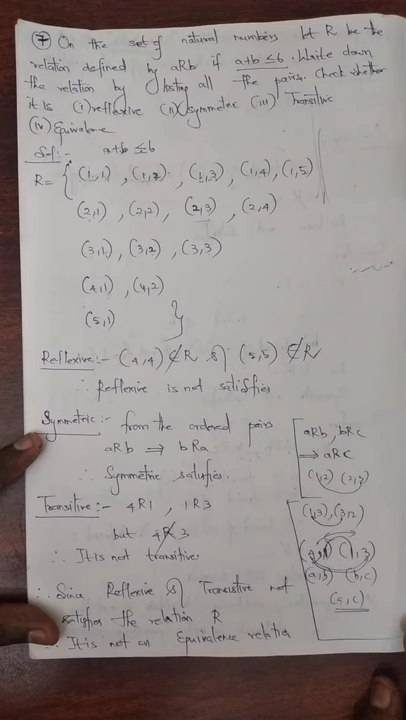 (7) On the set of natural numbers let R be the
relation defined by aRb if a+b ≤6. Write down
the relation by listing all the pairs. Check whether
it is (i) reflexive (ii) symmetric (iii) Transitive
(iv) Equivalence
Sol:- a+b ≤6
R= { (1,1) , (1,2) , (1,3) , (1,4) , (1,5)
(2,1) , (2,2) , (2,3) , (2,4)
(3,1) , (3,2) , (3,3)
(4,1) , (4,2)
(5,1) }
Reflexive:- (4,4) ∉ R & (5,5) ∉ R
∴ Reflexive is not satisfies
Symmetric:- from the ordered pairs
aRb ⇒ bRa
∴ Symmetric satisfies.
Transitive:- 4R1 , 1R3
but 4R̸3
∴ It is not transitive.
∴ Since Reflexive & Transitive not
satisfies the relation R
∴ It is not an Equivalence relation
aRb, bRc
⇒ aRc
(1,2) (2,3)
(1,3), (3,2)
(1,3)
(a,b) (b,c)
(a,c)